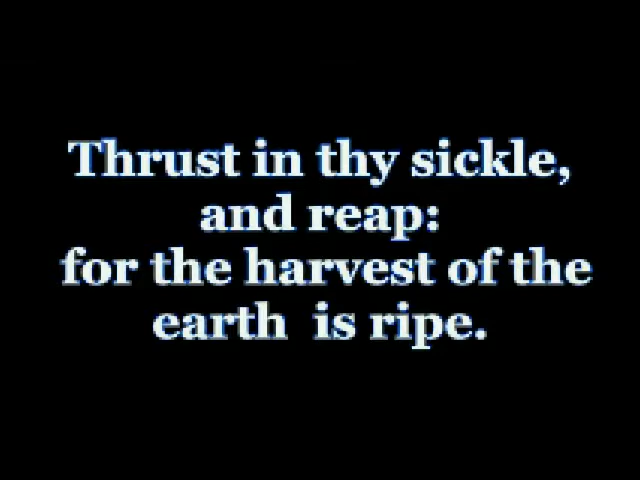 Thrust in thy sickle,
and reap:
for the harvest of the
earth  is ripe.